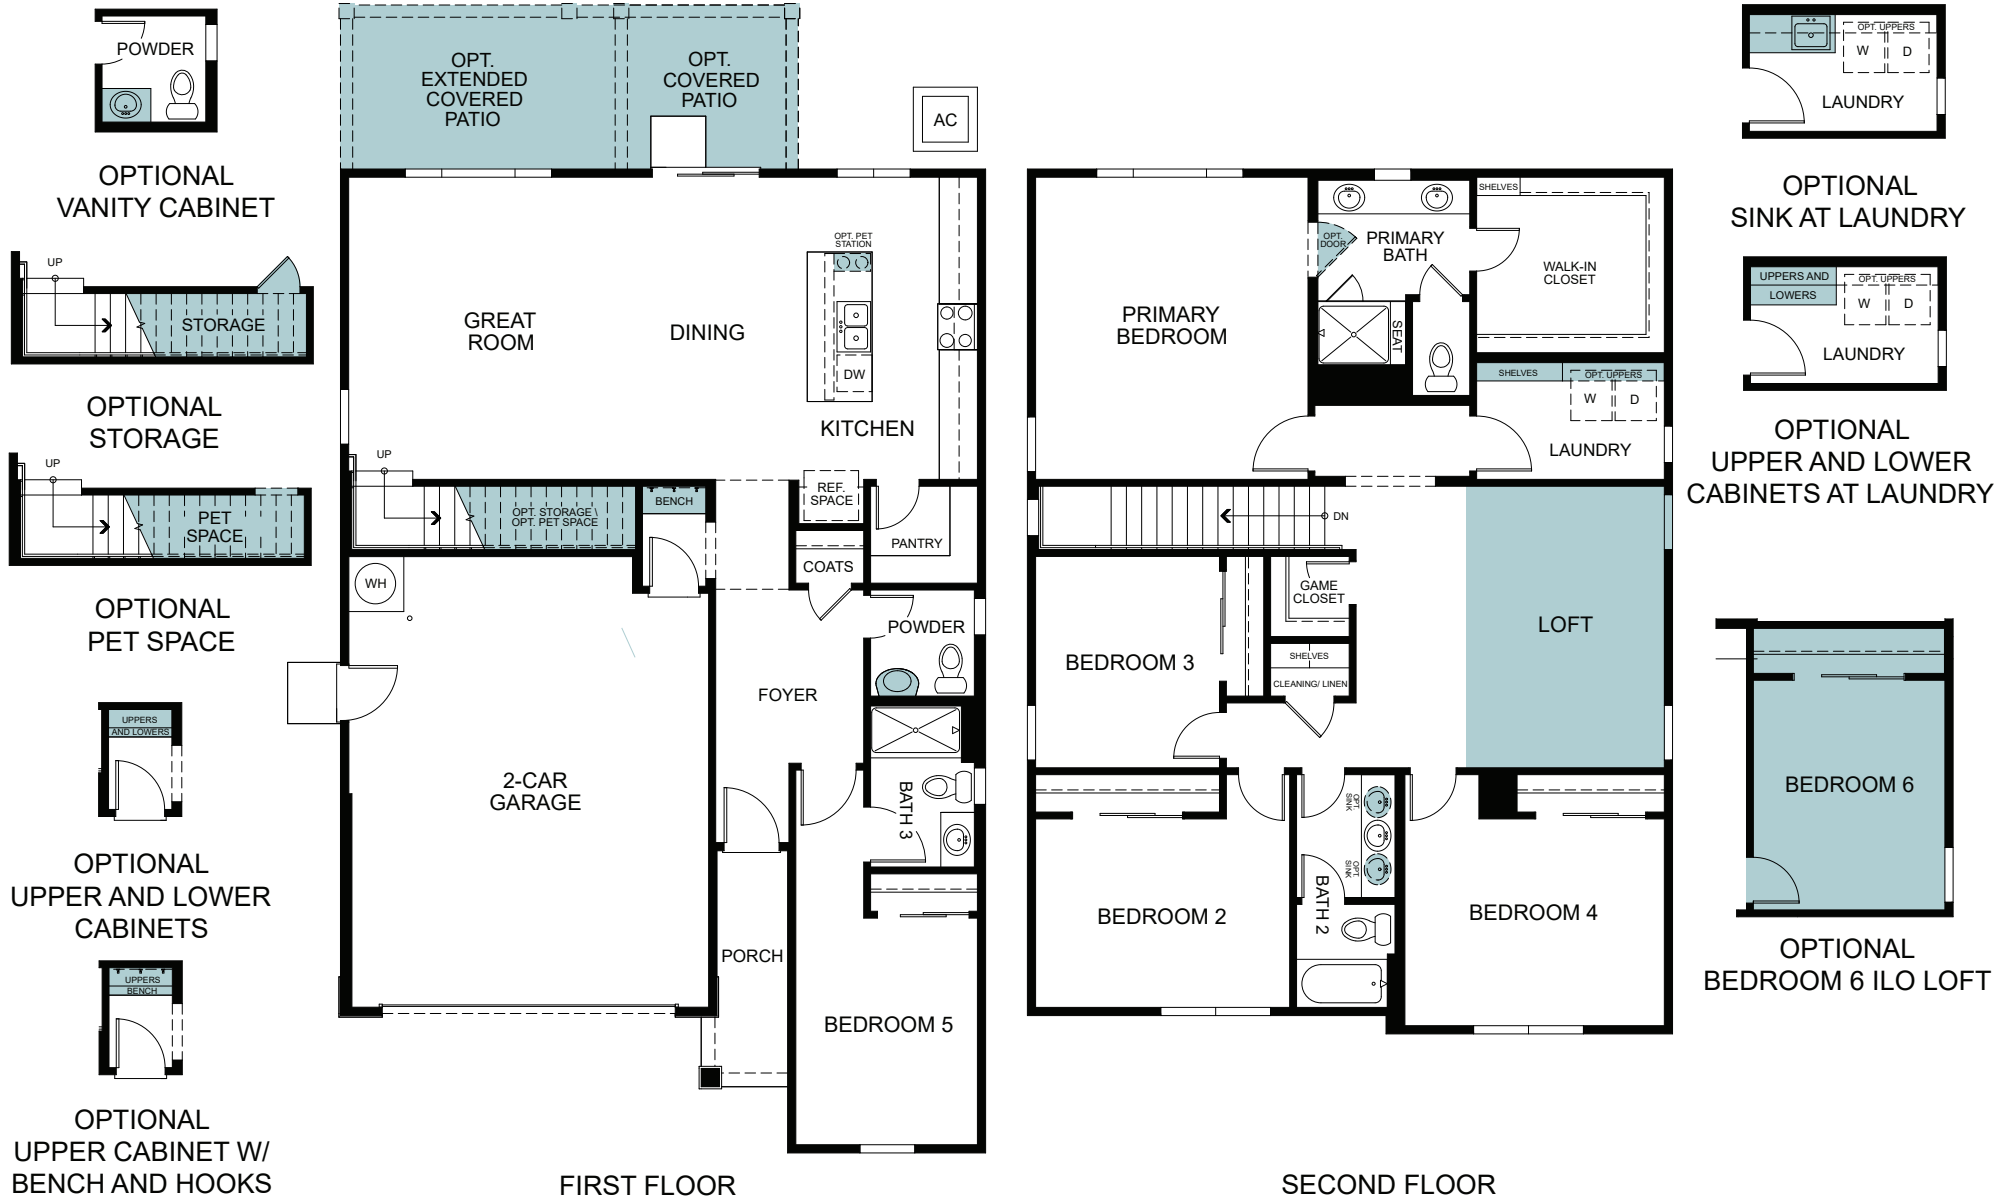 POWDER
OPTIONAL
VANITY CABINET
UP
STORAGE
OPTIONAL
STORAGE
UP
PET
SPACE
OPTIONAL
PET SPACE
UPPERS
AND LOWERS
OPTIONAL
UPPER AND LOWER
CABINETS
UPPERS
BENCH
OPTIONAL
UPPER CABINET W/
BENCH AND HOOKS
OPT.
EXTENDED
COVERED
PATIO
OPT.
COVERED
PATIO
AC
OPT. PET
STATION
GREAT
ROOM
DINING
DW
KITCHEN
UP
REF.
SPACE
BENCH
OPT. STORAGE \
OPT. PET SPACE
PANTRY
COATS
WH
POWDER
FOYER
2-CAR
GARAGE
BATH 3
PORCH
BEDROOM 5
FIRST FLOOR
SHELVES
OPT.
DOOR
PRIMARY
BATH
WALK-IN
CLOSET
PRIMARY
BEDROOM
SEAT
SHELVES
OPT. UPPERS
W
D
LAUNDRY
DN
GAME
CLOSET
LOFT
BEDROOM 3
SHELVES
CLEANING/ LINEN
OPT.
SINK
OPT.
SINK
BATH 2
BEDROOM 2
BEDROOM 4
SECOND FLOOR
OPT. UPPERS
W
D
LAUNDRY
OPTIONAL
SINK AT LAUNDRY
UPPERS AND
LOWERS
OPT. UPPERS
W
D
LAUNDRY
OPTIONAL
UPPER AND LOWER
CABINETS AT LAUNDRY
BEDROOM 6
OPTIONAL
BEDROOM 6 ILO LOFT